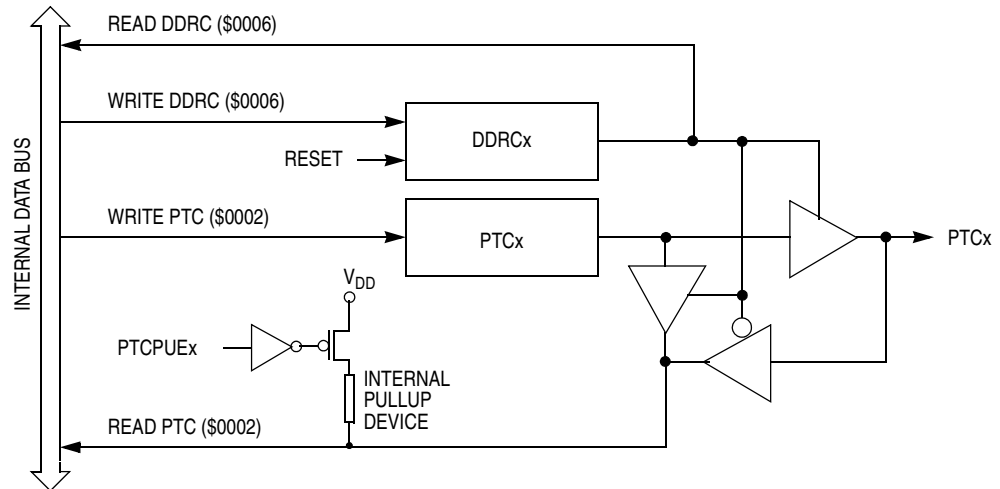 READ DDRC ($0006)
WRITE DDRC ($0006)
DDRCx
RESET
INTERNAL DATA BUS
WRITE PTC ($0002)
PTCx
PTCx
VDD
PTCPUEx
INTERNAL
PULLUP
DEVICE
READ PTC ($0002)